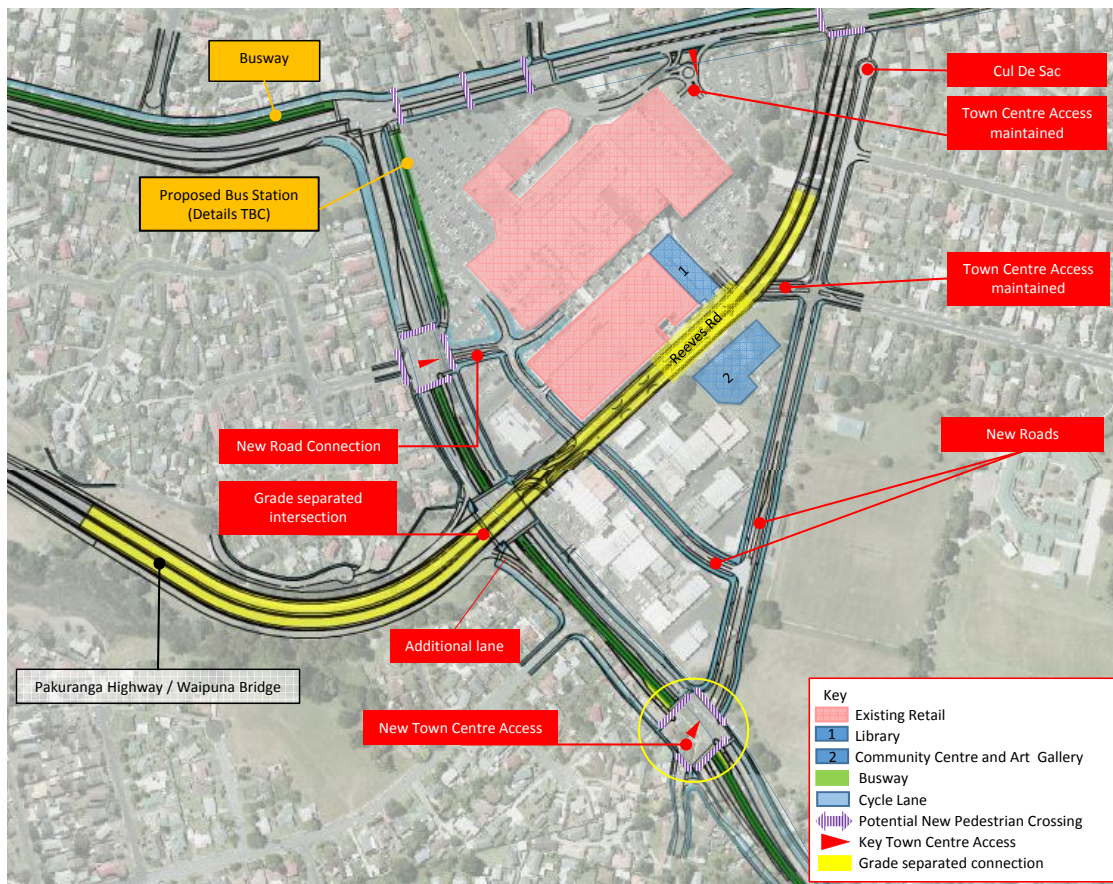 Busway
Cul De Sac
Town Centre Access
maintained
Proposed Bus Station
(Details TBC)
1
Town Centre Access
maintained
Reeves Rd
2
New Road Connection
New Roads
Grade separated
intersection
Additional lane
Pakuranga Highway / Waipuna Bridge
New Town Centre Access
Key
Existing Retail
1 Library
2 Community Centre and Art Gallery
Busway
Cycle Lane
Potential New Pedestrian Crossing
Key Town Centre Access
Grade separated connection